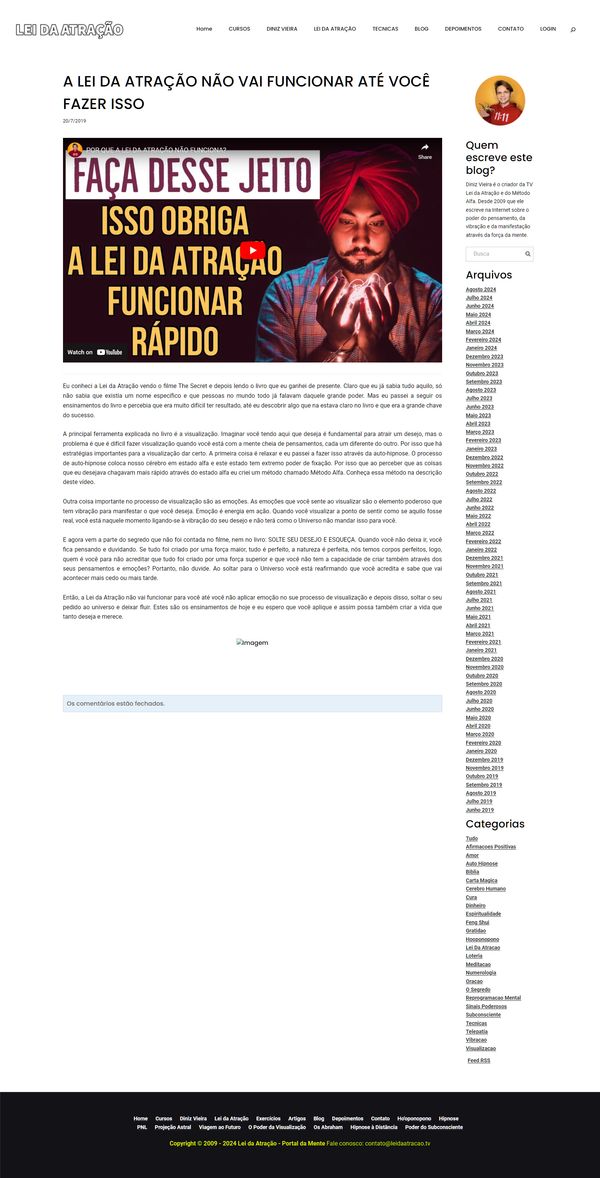 LEI DA ATRAÇÃO
Home CURSOS DINIZ VIEIRA LEI DA ATRAÇÃO TÉCNICAS BLOG DEPOIMENTOS CONTATO LOGIN
A LEI DA ATRAÇÃO NÃO VAI FUNCIONAR ATÉ VOCÊ
FAZER ISSO
20/7/2019
POR QUE A LEI DA ATRAÇÃO NÃO FUNCIONA?
Share
FAÇA DESSE JEITO
ISSO OBRIGA
A LEI DA ATRAÇÃO
FUNCIONAR
RÁPIDO
Watch on YouTube
Eu conheci a Lei da Atração vendo o filme The Secret e depois lendo o livro que eu ganhei de presente. Claro que eu já sabia tudo aquilo, só
não sabia que existia um nome específico e que pessoas no mundo todo já falavam daquele grande poder. Mas eu passei a seguir os
ensinamentos do livro e percebia que era muito difícil ter resultado, até eu descobrir algo que na estava claro no livro e que era a grande chave
do sucesso.
A principal ferramenta explicada no livro é a visualização. Imaginar você tendo aqui que deseja é fundamental para atrair um desejo, mas o
problema é que é difícil fazer visualização quando você está com a mente cheia de pensamentos, cada um diferente do outro. Por isso que há
estratégias importantes para a visualização dar certo. A primeira coisa é relaxar e eu passei a fazer isso através da auto-hipnose. O processo
de auto-hipnose coloca nosso cérebro em estado alfa e este estado tem extremo poder de fixação. Por isso que ao perceber que as coisas
que eu desejava chagavam mais rápido através do estado alfa eu criei um método chamado Método Alfa. Conheça essa método na descrição
deste vídeo.
Outra coisa importante no processo de visualização são as emoções. As emoções que você sente ao visualizar são o elemento poderoso que
tem vibração para manifestar o que você deseja. Emoção é energia em ação. Quando você visualizar a ponto de sentir como se aquilo fosse
real, você está naquele momento ligando-se à vibração do seu desejo e não terá como o Universo não mandar isso para você.
E agora vem a parte do segredo que não foi contada no filme, nem no livro: SOLTE SEU DESEJO E ESQUEÇA. Quando você não deixa ir, você
fica pensando e duvidando. Se tudo foi criado por uma força maior, tudo é perfeito, a natureza é perfeita, nós temos corpos perfeitos, logo,
quem é você para não acreditar que tudo foi criado por uma força superior e que você não tem a capacidade de criar também através dos
seus pensamentos e emoções? Portanto, não duvide. Ao soltar para o Universo você está reafirmando que você acredita e sabe que vai
acontecer mais cedo ou mais tarde.
Então, a Lei da Atração não vai funcionar para você até você não aplicar emoção no sue processo de visualização e depois disso, soltar o seu
pedido ao universo e deixar fluir. Estes são os ensinamentos de hoje e eu espero que você aplique e assim possa também criar a vida que
tanto deseja e merece.
Imagem
Os comentários estão fechados.
11:11
Quem
escreve este
blog?
Diniz Vieira é o criador da TV
Lei da Atração e do Método
Alfa. Desde 2009 que ele
escreve na Internet sobre o
poder do pensamento, da
vibração e da manifestação
através da força da mente.
Busca
Arquivos
Agosto 2024
Julho 2024
Junho 2024
Maio 2024
Abril 2024
Março 2024
Fevereiro 2024
Janeiro 2024
Dezembro 2023
Novembro 2023
Outubro 2023
Setembro 2023
Agosto 2023
Julho 2023
Junho 2023
Maio 2023
Abril 2023
Março 2023
Fevereiro 2023
Janeiro 2023
Dezembro 2022
Novembro 2022
Outubro 2022
Setembro 2022
Agosto 2022
Julho 2022
Junho 2022
Maio 2022
Abril 2022
Março 2022
Fevereiro 2022
Janeiro 2022
Dezembro 2021
Novembro 2021
Outubro 2021
Setembro 2021
Agosto 2021
Julho 2021
Junho 2021
Maio 2021
Abril 2021
Março 2021
Fevereiro 2021
Janeiro 2021
Dezembro 2020
Novembro 2020
Outubro 2020
Setembro 2020
Agosto 2020
Julho 2020
Junho 2020
Maio 2020
Abril 2020
Março 2020
Fevereiro 2020
Janeiro 2020
Dezembro 2019
Novembro 2019
Outubro 2019
Setembro 2019
Agosto 2019
Julho 2019
Junho 2019
Categorias
Tudo
Afirmacoes Positivas
Amor
Auto Hipnose
Biblia
Carta Magica
Cerebro Humano
Cura
Dinheiro
Espiritualidade
Feng Shui
Gratidao
Hooponopono
Lei Da Atracao
Loteria
Meditacao
Numerologia
Oracao
O Segredo
Reprogramacao Mental
Sinais Poderosos
Subconsciente
Tecnicas
Telepatia
Vibracao
Visualizacao
Feed RSS
Home Cursos Diniz Vieira Lei da Atração Exercícios Artigos Blog Depoimentos Contato Ho'oponopono Hipnose
PNL Projeção Astral Viagem ao Futuro O Poder da Visualização Os Abraham Hipnose à Distância Poder do Subconsciente
Copyright © 2009 - 2024 Lei da Atração - Portal da Mente Fale conosco: contato@leidaatracao.tv